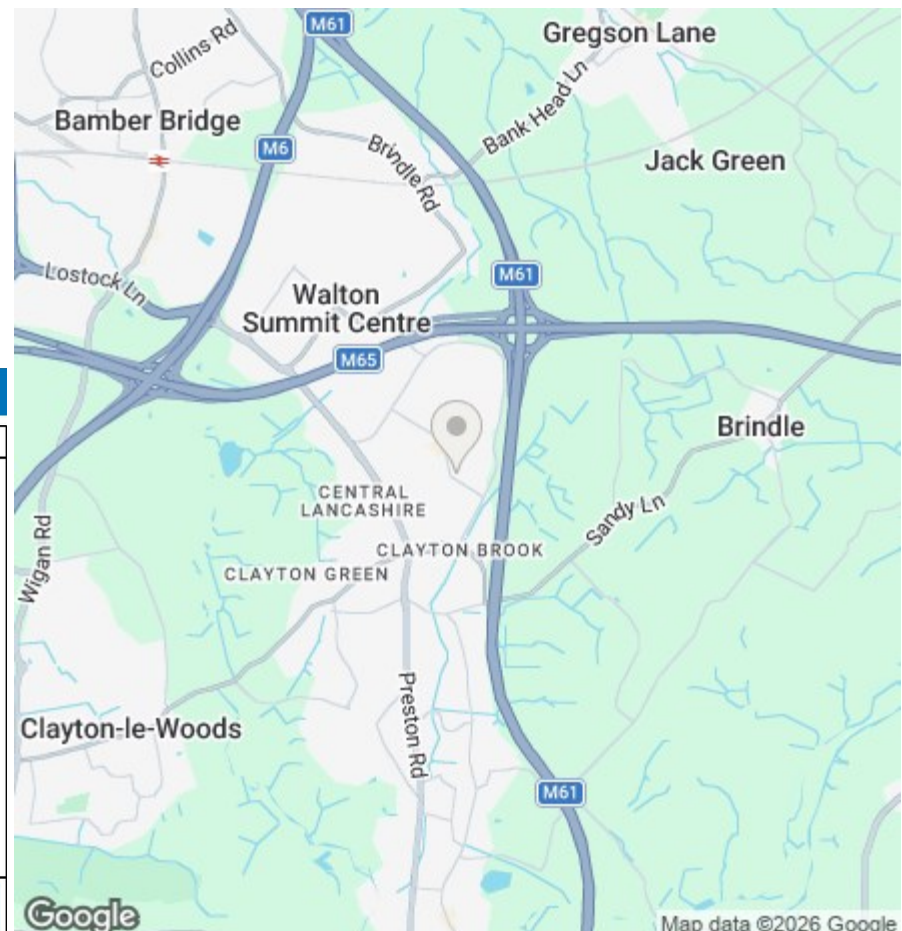 M61
Gregson Lane
Collins Rd
Bank Head Ln
Bamber Bridge
M6
Brindle Rd
Jack Green
Lostock Ln
M61
Walton
Summit Centre
M65
Brindle
CENTRAL
LANCASHIRE
Sandy Ln
CLAYTON BROOK
Wigan Rd
CLAYTON GREEN
Preston Rd
Clayton-le-Woods
M61
Google
Map data ©2026 Google